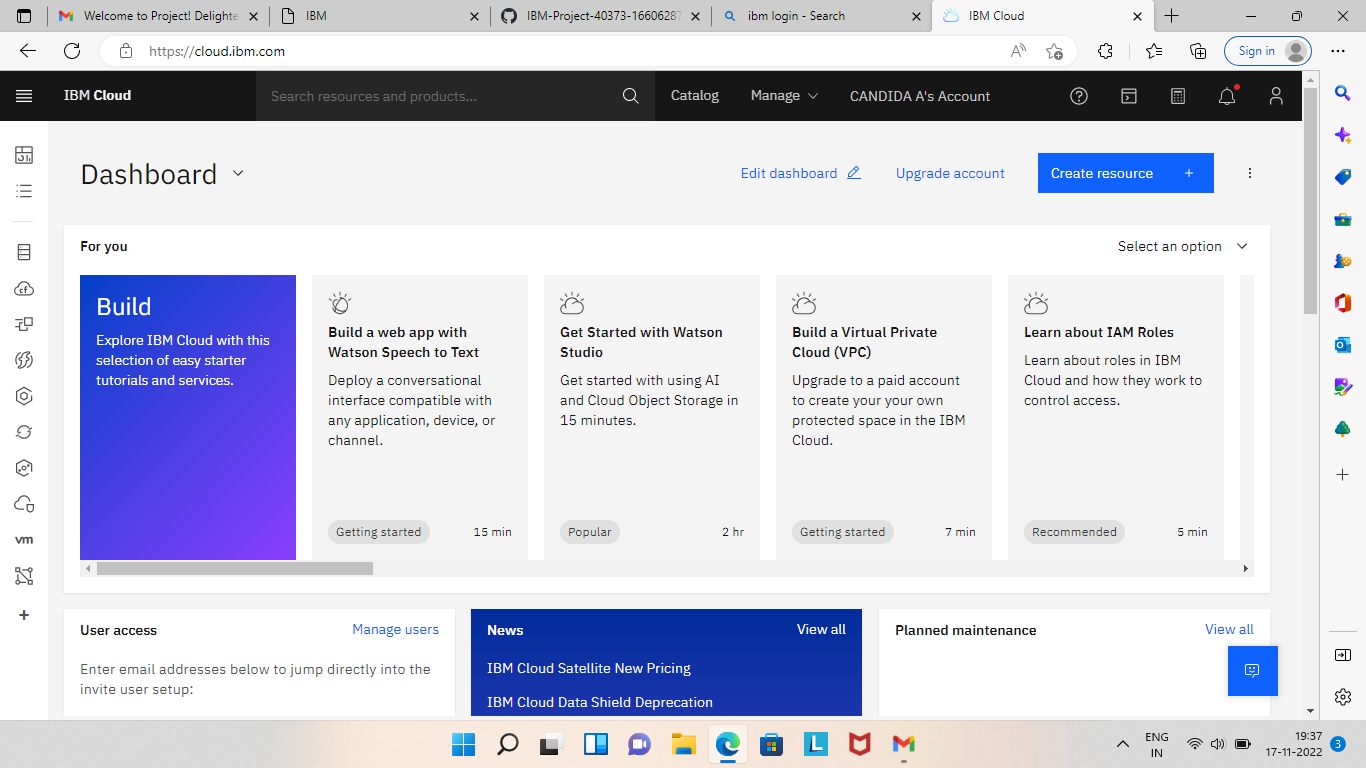 Welcome to Project! Delighte
IBM
IBM-Project-40373-16606287
ibm login - Search
IBM Cloud
https://cloud.ibm.com
Sign in
IBM Cloud
Search resources and products...
Catalog
Manage
CANDIDA A's Account
Dashboard
Edit dashboard
Upgrade account
Create resource
For you
Select an option
Build
Explore IBM Cloud with this
selection of easy starter
tutorials and services.
Build a web app with
Watson Speech to Text
Deploy a conversational
interface compatible with
any application, device, or
channel.
Getting started
15 min
Get Started with Watson
Studio
Get started with using AI
and Cloud Object Storage in
15 minutes.
Popular
2 hr
Build a Virtual Private
Cloud (VPC)
Upgrade to a paid account
to create your your own
protected space in the IBM
Cloud.
Getting started
7 min
Learn about IAM Roles
Learn about roles in IBM
Cloud and how they work to
control access.
Recommended
5 min
vm
User access
Manage users
Enter email addresses below to jump directly into the
invite user setup:
News
View all
IBM Cloud Satellite New Pricing
IBM Cloud Data Shield Deprecation
Planned maintenance
View all
ENG
IN
19:37
17-11-2022
3